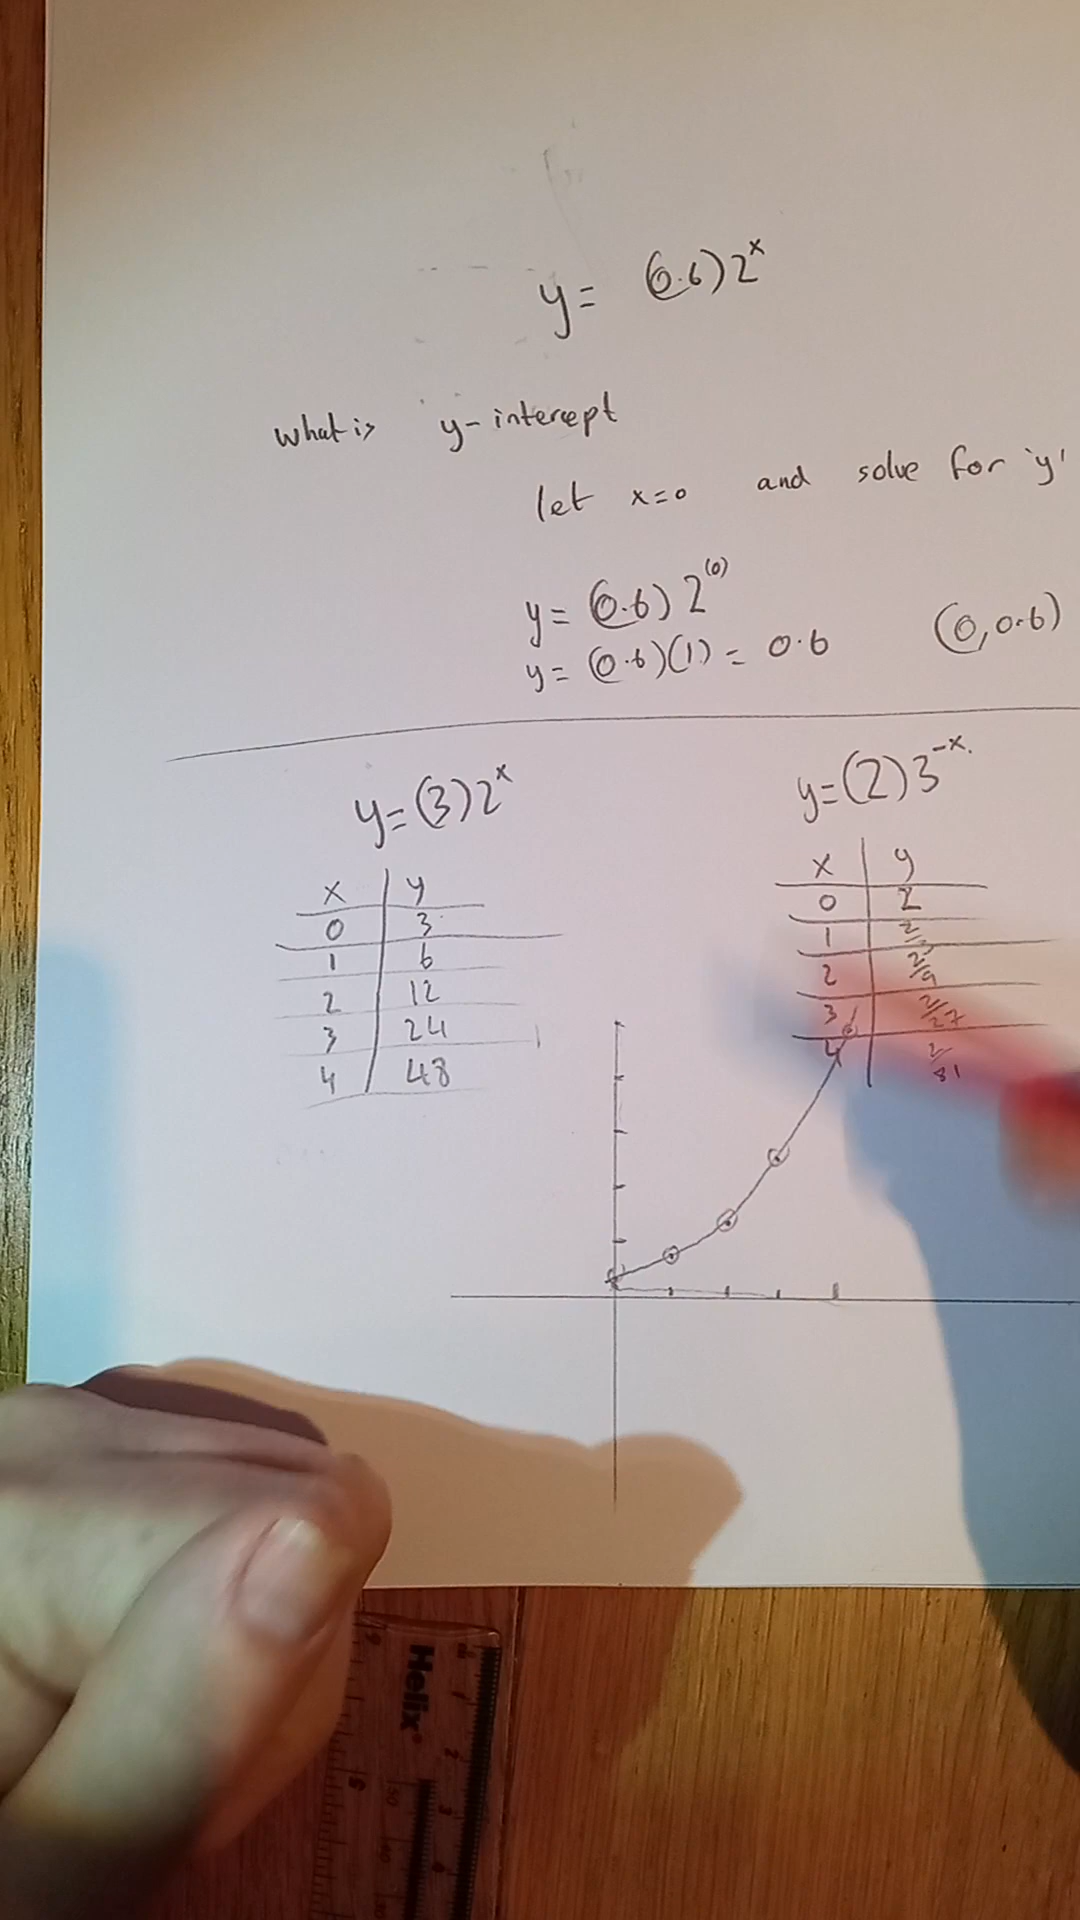 y = (0.6) 2^x
what is y-intercept
let x=0 and solve for 'y'
y = (0.6) 2^(0)
y = (0.6)(1) = 0.6 (0, 0.6)
y = (3) 2^x
x y
0 3
1 6
2 12
3 24
4 48
y = (2) 3^-x
x y
0 2
1 2/3
2 2/9
3 2/27
4 2/81
Helix